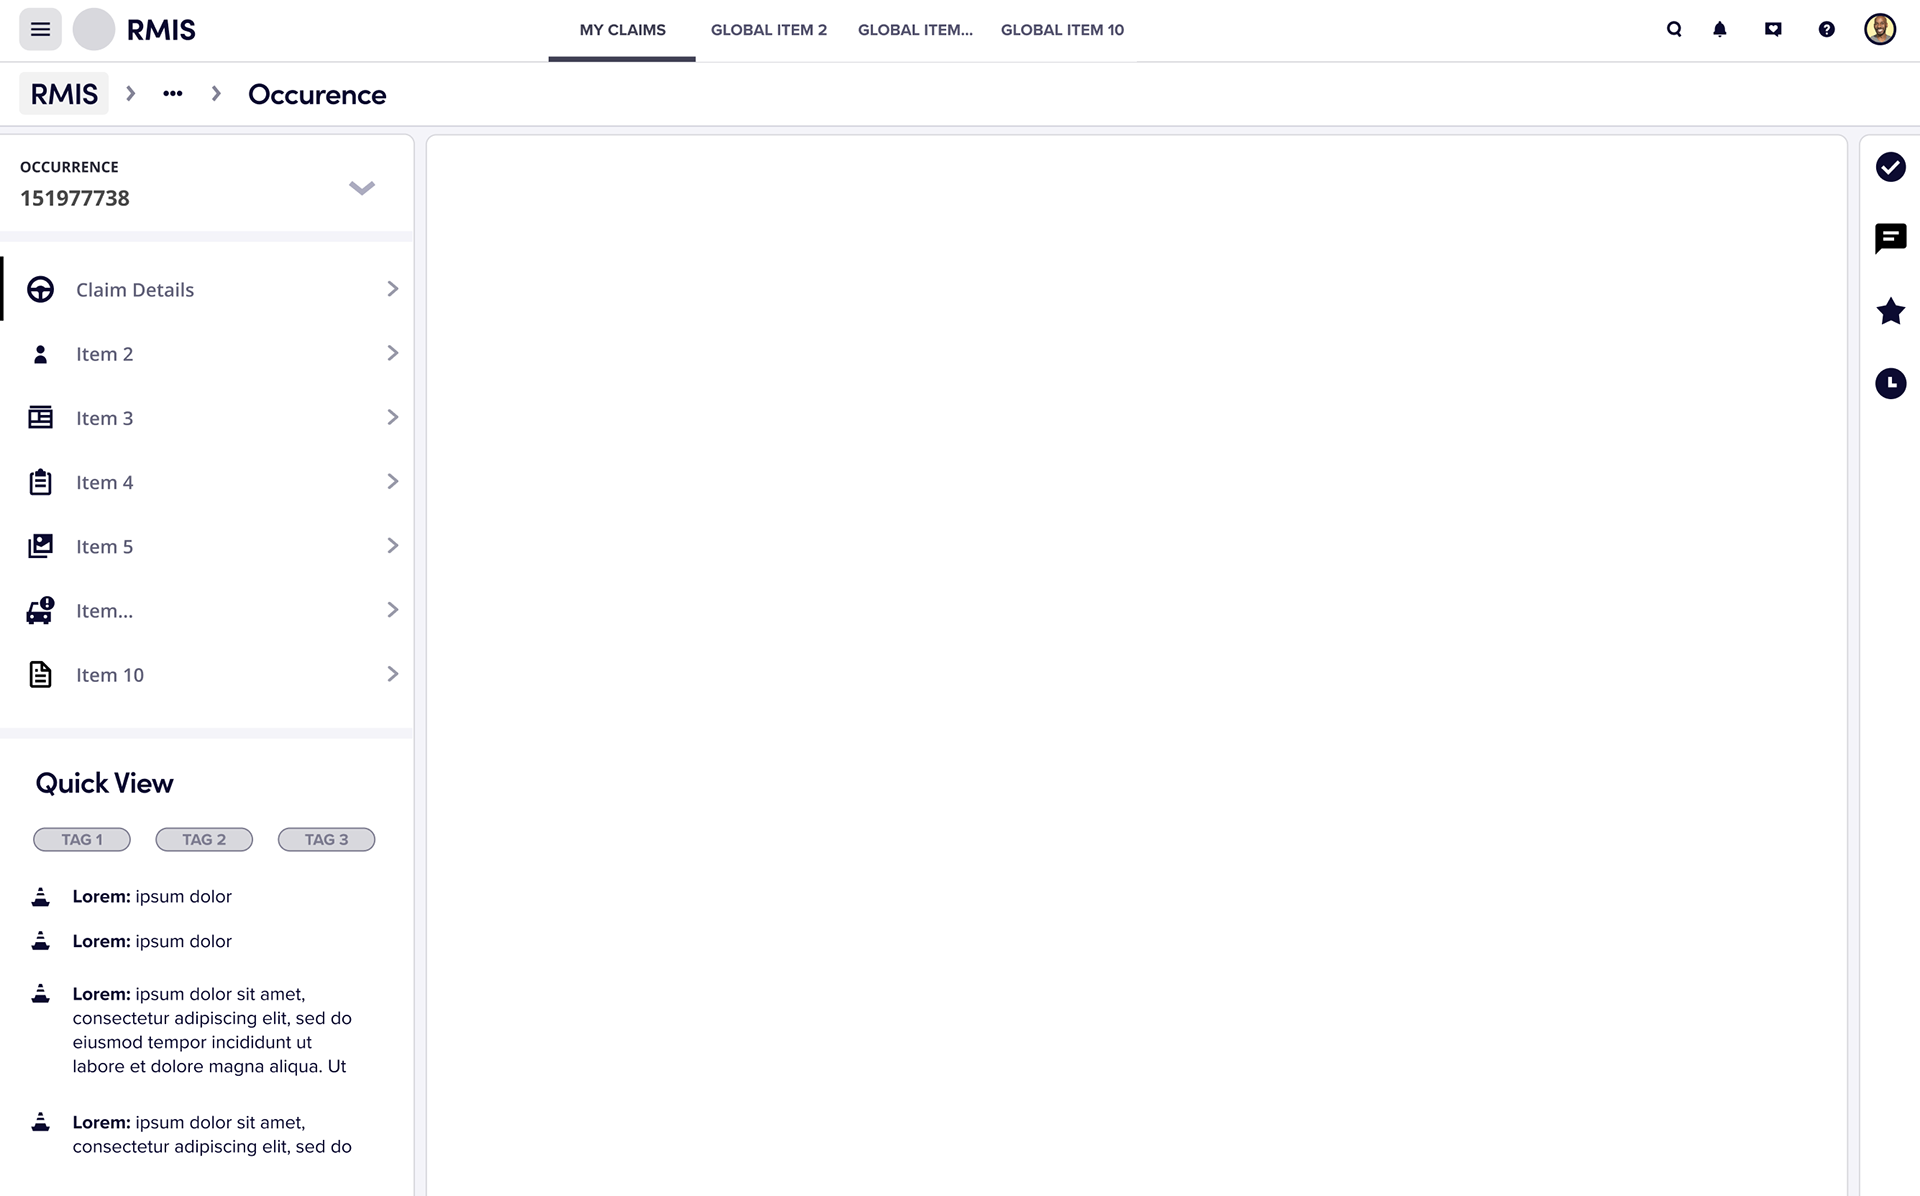 RMIS
MY CLAIMS
GLOBAL ITEM 2
GLOBAL ITEM...
GLOBAL ITEM 10
RMIS
•••
Occurence
OCCURRENCE
151977738
Claim Details
Item 2
Item 3
Item 4
Item 5
Item...
Item 10
Quick View
TAG 1
TAG 2
TAG 3
Lorem: ipsum dolor
Lorem: ipsum dolor
Lorem: ipsum dolor sit amet,
consectetur adipiscing elit, sed do
eiusmod tempor incididunt ut
labore et dolore magna aliqua. Ut
Lorem: ipsum dolor sit amet,
consectetur adipiscing elit, sed do